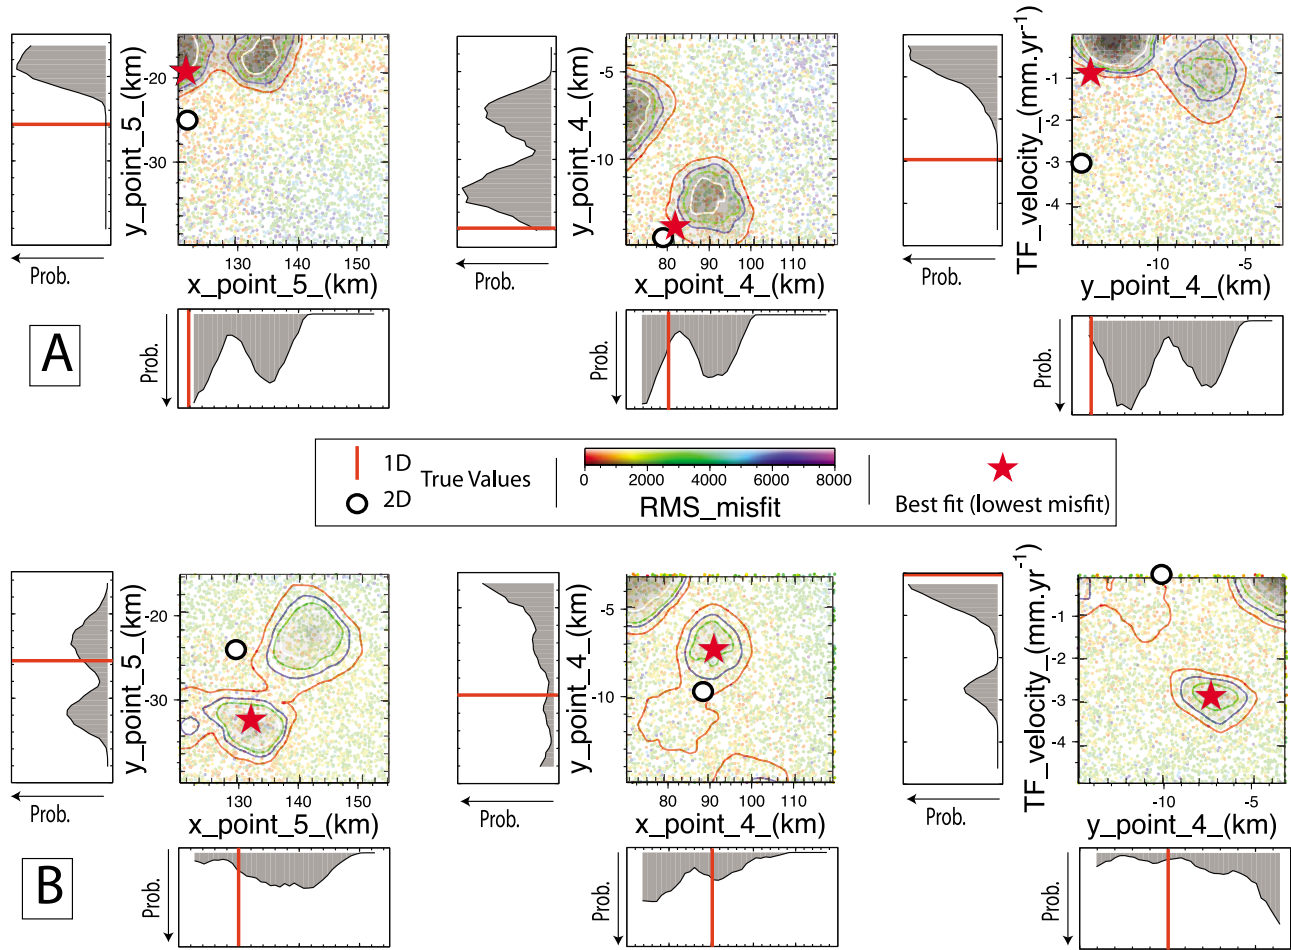 y_point_5_(km)
-20
-30
130 140 150
x_point_5_(km)
Prob.
Prob.
y_point_4_(km)
-5
-10
80 90 100 110
x_point_4_(km)
Prob.
Prob.
TF_velocity_(mm.yr-1)
-1
-2
-3
-4
-10 -5
y_point_4_(km)
Prob.
Prob.
A
1D
2D
True Values
0 2000 4000 6000 8000
RMS_misfit
Best fit (lowest misfit)
y_point_5_(km)
-20
-30
130 140 150
x_point_5_(km)
Prob.
Prob.
y_point_4_(km)
-5
-10
80 90 100 110
x_point_4_(km)
Prob.
Prob.
TF_velocity_(mm.yr-1)
-1
-2
-3
-4
-10 -5
y_point_4_(km)
Prob.
Prob.
B